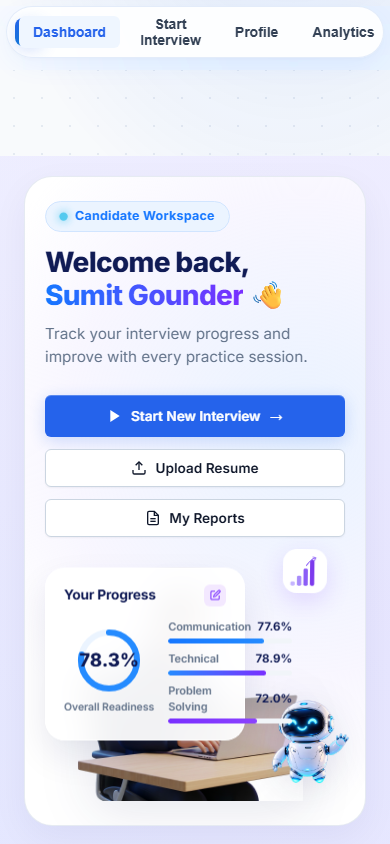 Dashboard
Start
Interview
Profile
Analytics
Candidate Workspace
Welcome back,
Sumit Gounder 👋
Track your interview progress and
improve with every practice session.
Start New Interview →
Upload Resume
My Reports
Your Progress
Communication 77.6%
78.3%
Technical 78.9%
Overall Readiness
Problem
Solving 72.0%